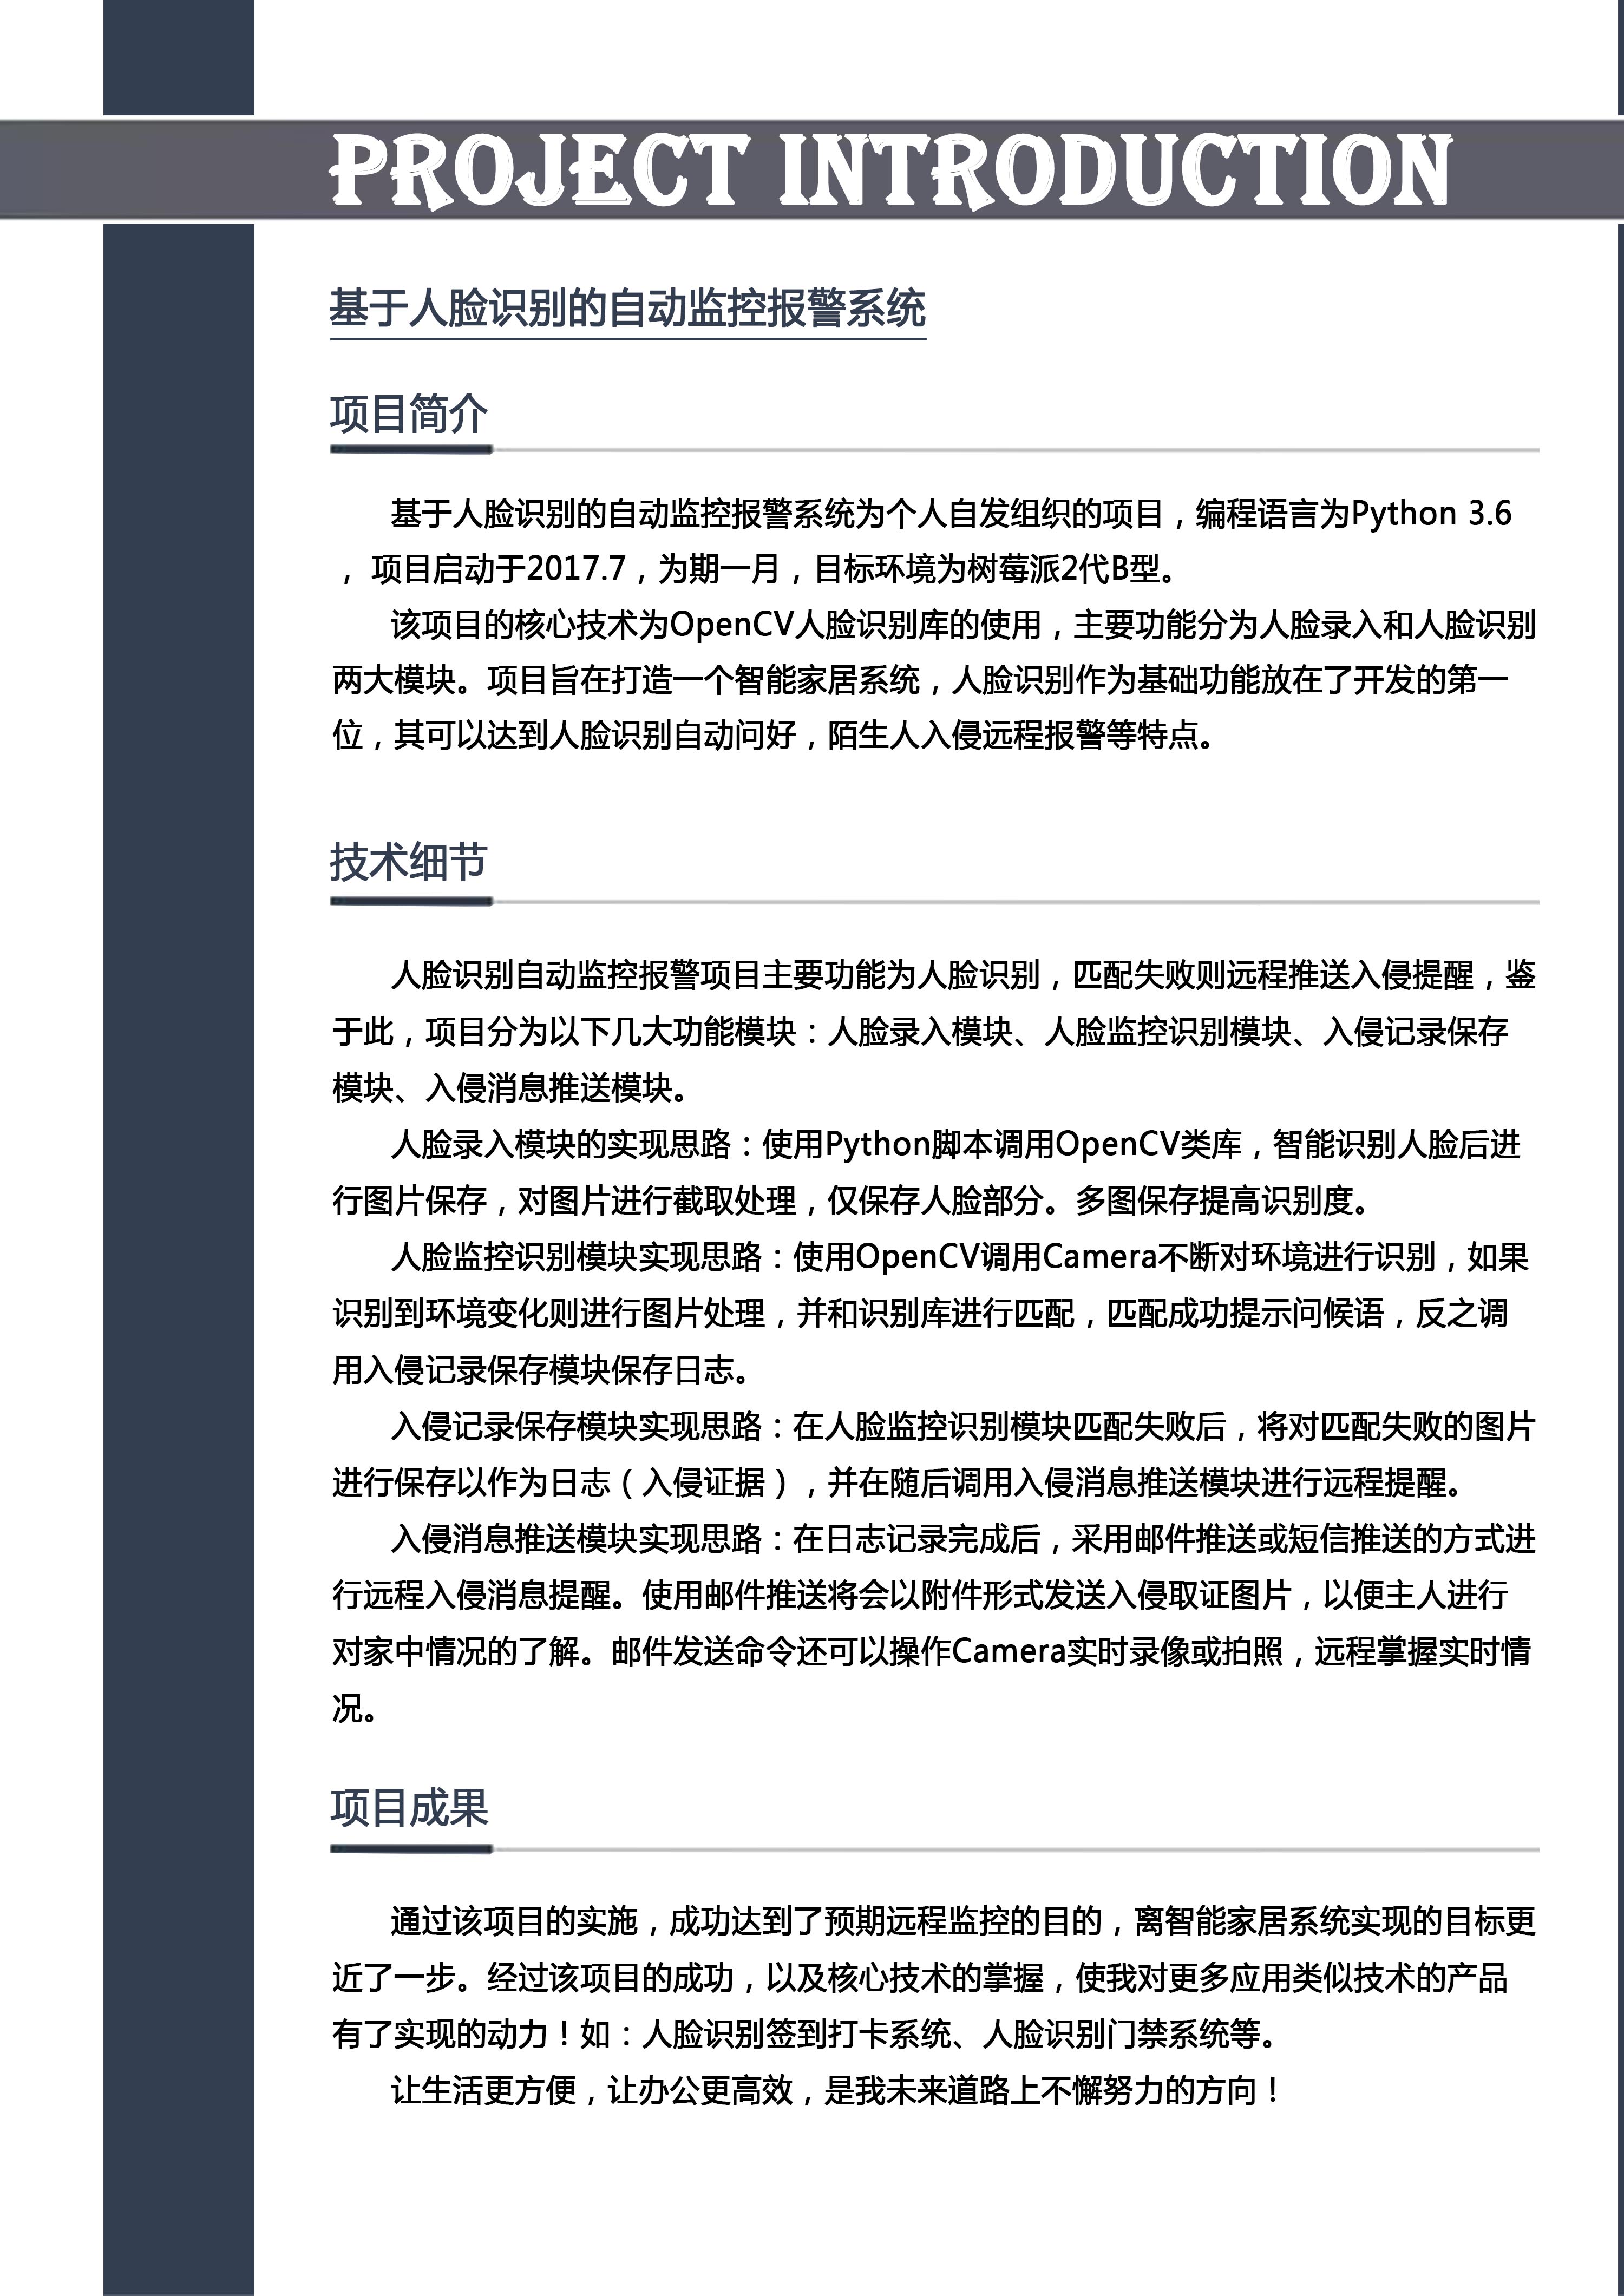 PROJECT INTRODUCTION
基于人脸识别的自动监控报警系统
项目简介
基于人脸识别的自动监控报警系统为个人自发组织的项目，编程语言为Python 3.6
，项目启动于2017.7，为期一月，目标环境为树莓派2代B型。
该项目的核心技术为OpenCV人脸识别库的使用，主要功能分为人脸录入和人脸识别
两大模块。项目旨在打造一个智能家居系统，人脸识别作为基础功能放在了开发的第一
位，其可以达到人脸识别自动问好，陌生人入侵远程报警等特点。
技术细节
人脸识别自动监控报警项目主要功能为人脸识别，匹配失败则远程推送入侵提醒，鉴
于此，项目分为以下几大功能模块：人脸录入模块、人脸监控识别模块、入侵记录保存
模块、入侵消息推送模块。
人脸录入模块的实现思路：使用Python脚本调用OpenCV类库，智能识别人脸后进
行图片保存，对图片进行截取处理，仅保存人脸部分。多图保存提高识别度。
人脸监控识别模块实现思路：使用OpenCV调用Camera不断对环境进行识别，如果
识别到环境变化则进行图片处理，并和识别库进行匹配，匹配成功提示问候语，反之调
用入侵记录保存模块保存日志。
入侵记录保存模块实现思路：在人脸监控识别模块匹配失败后，将对匹配失败的图片
进行保存以作为日志（入侵证据），并在随后调用入侵消息推送模块进行远程提醒。
入侵消息推送模块实现思路：在日志记录完成后，采用邮件推送或短信推送的方式进
行远程入侵消息提醒。使用邮件推送将会以附件形式发送入侵取证图片，以便主人进行
对家中情况的了解。邮件发送命令还可以操作Camera实时录像或拍照，远程掌握实时情
况。
项目成果
通过该项目的实施，成功达到了预期远程监控的目的，离智能家居系统实现的目标更
近了一步。经过该项目的成功，以及核心技术的掌握，使我对更多应用类似技术的产品
有了实现的动力！如：人脸识别签到打卡系统、人脸识别门禁系统等。
让生活更方便，让办公更高效，是我未来道路上不懈努力的方向！